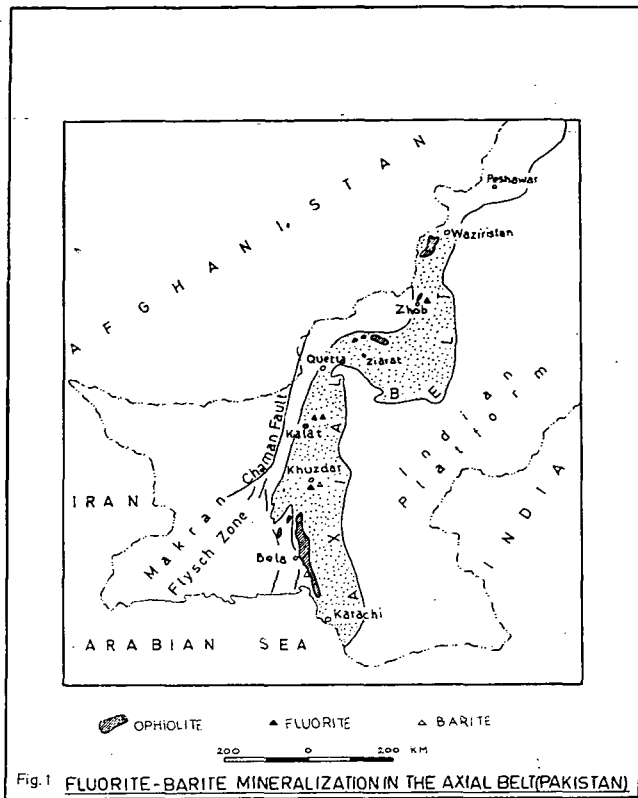 AFGHANISTAN
Peshawar
Waziristan
Zhob
Quetta
Ziarat
AXIAL BELT
Indian
Platform
Kalat
Chaman Fault
Khuzdar
IRAN
INDIA
Makran
Flysch Zone
Bela
Karachi
ARABIAN SEA
OPHIOLITE
FLUORITE
BARITE
200 0 200 KM
Fig.1 FLUORITE-BARITE MINERALIZATION IN THE AXIAL BELT(PAKISTAN)